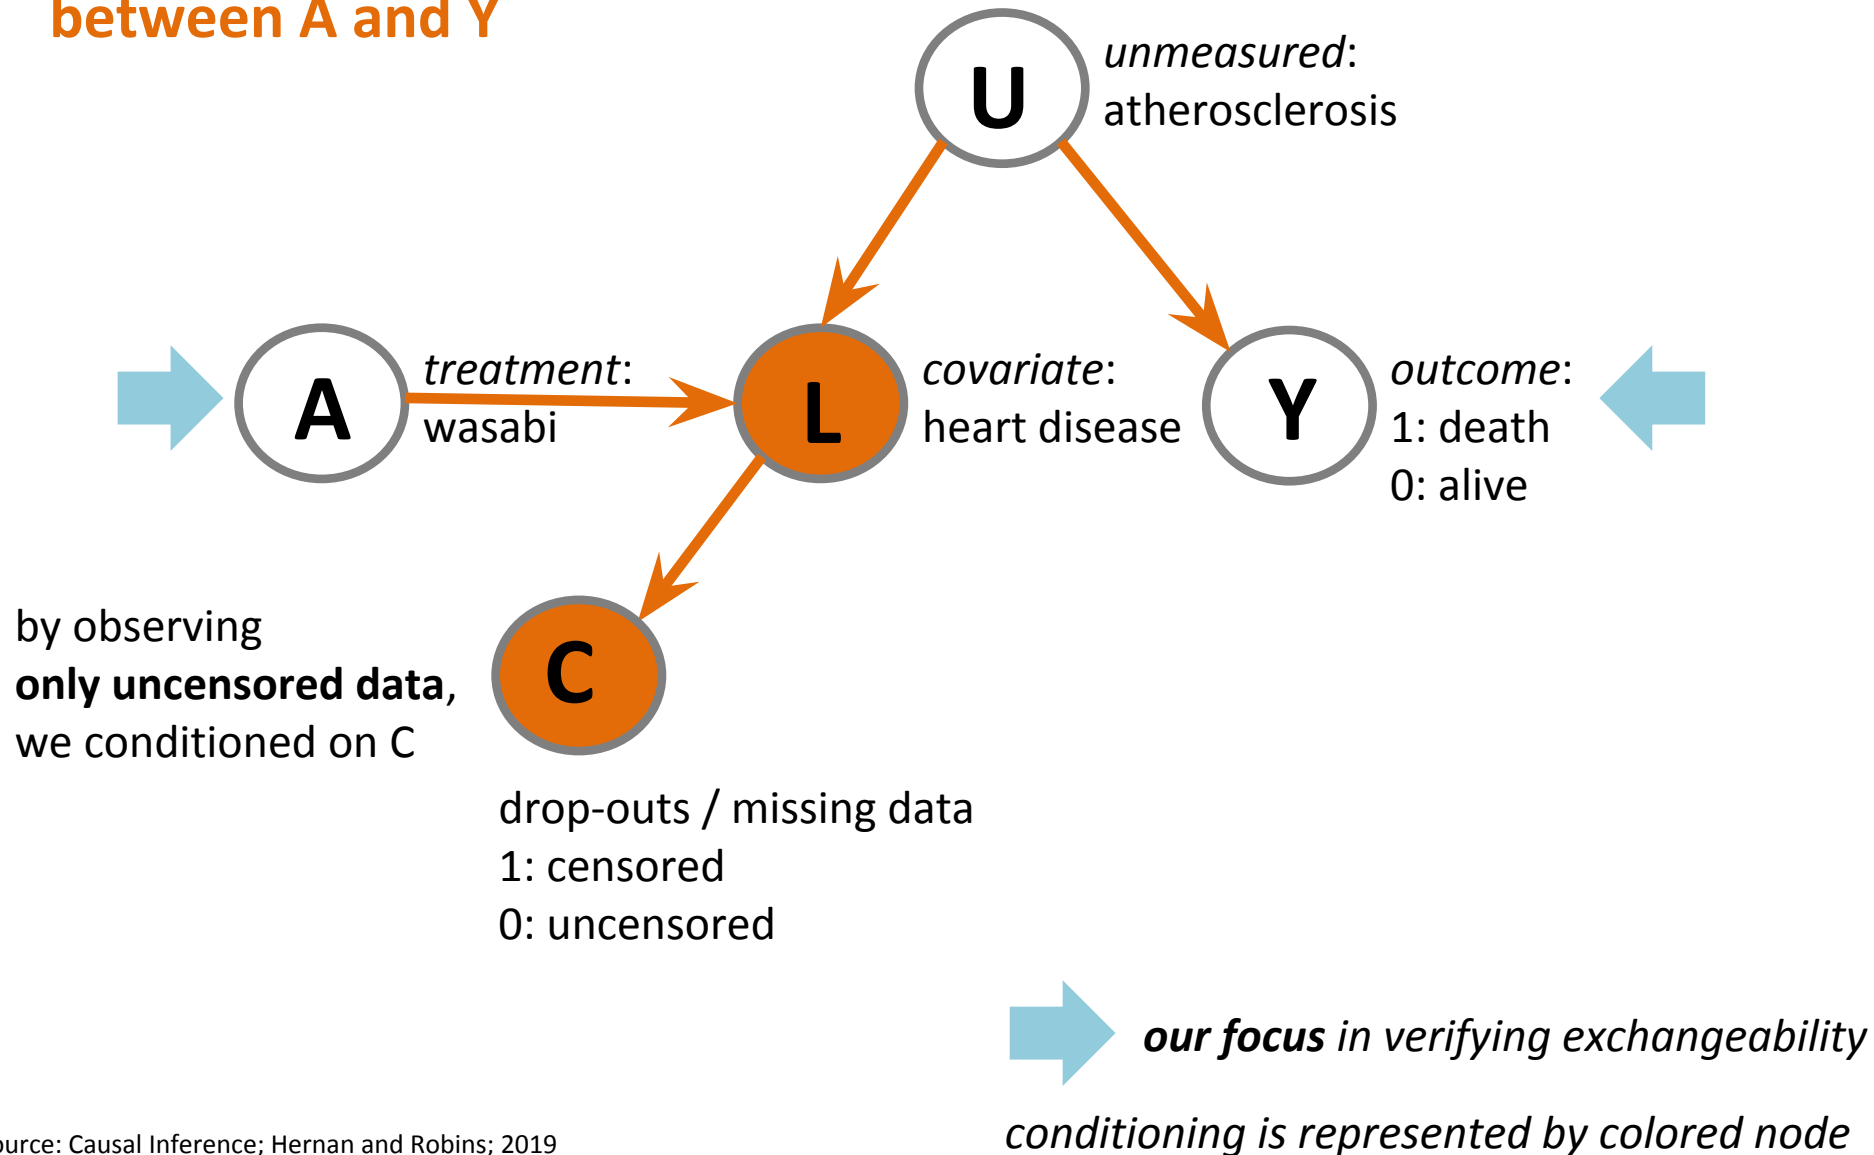 between A and Y
U
unmeasured:
atherosclerosis
A
treatment:
wasabi
L
covariate:
heart disease
Y
outcome:
1: death
0: alive
by observing
only uncensored data,
we conditioned on C
C
drop-outs / missing data
1: censored
0: uncensored
our focus in verifying exchangeability
conditioning is represented by colored node
ource: Causal Inference; Hernan and Robins; 2019